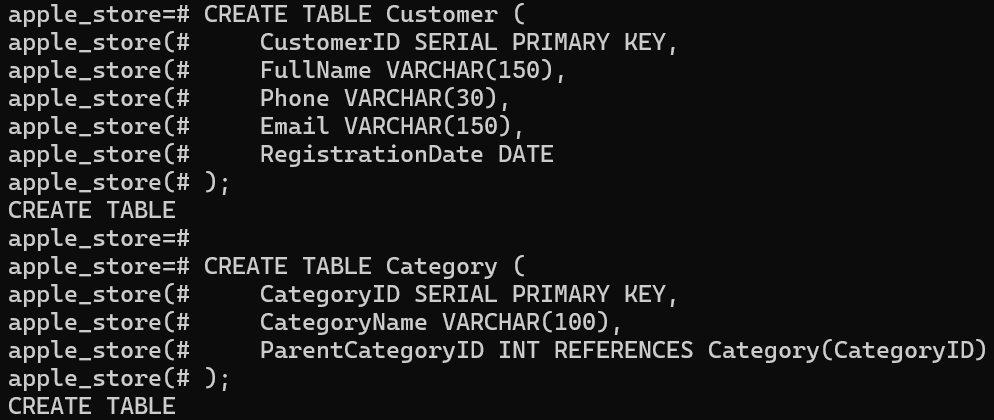 apple_store=# CREATE TABLE Customer (
apple_store(#     CustomerID SERIAL PRIMARY KEY,
apple_store(#     FullName VARCHAR(150),
apple_store(#     Phone VARCHAR(30),
apple_store(#     Email VARCHAR(150),
apple_store(#     RegistrationDate DATE
apple_store(# );
CREATE TABLE
apple_store=#
apple_store=# CREATE TABLE Category (
apple_store(#     CategoryID SERIAL PRIMARY KEY,
apple_store(#     CategoryName VARCHAR(100),
apple_store(#     ParentCategoryID INT REFERENCES Category(CategoryID)
apple_store(# );
CREATE TABLE